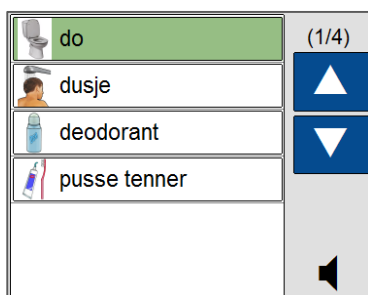 do
(1/4)
dusje
deodorant
pusse tenner